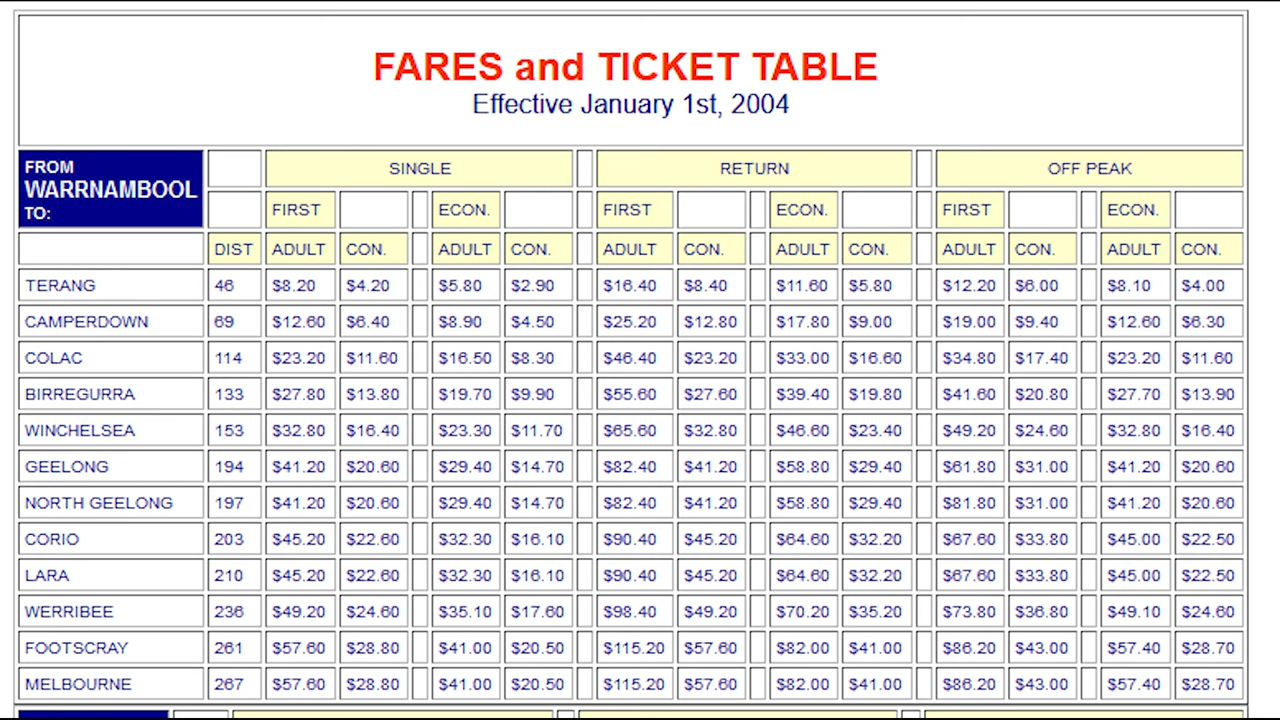 FARES and TICKET TABLE
Effective January 1st, 2004
FROM
WARRNAMBOOL
TO:
SINGLE RETURN OFF PEAK
FIRST ECON. FIRST ECON. FIRST ECON.
DIST ADULT CON. ADULT CON. ADULT CON. ADULT CON. ADULT CON. ADULT CON.
TERANG 46 $8.20 $4.20 $5.80 $2.90 $16.40 $8.40 $11.60 $5.80 $12.20 $6.00 $8.10 $4.00
CAMPERDOWN 69 $12.60 $6.40 $8.90 $4.50 $25.20 $12.80 $17.80 $9.00 $19.00 $9.40 $12.60 $6.30
COLAC 114 $23.20 $11.60 $16.50 $8.30 $46.40 $23.20 $33.00 $16.60 $34.80 $17.40 $23.20 $11.60
BIRREGURRA 133 $27.80 $13.80 $19.70 $9.90 $55.60 $27.60 $39.40 $19.80 $41.60 $20.80 $27.70 $13.90
WINCHELSEA 153 $32.80 $16.40 $23.30 $11.70 $65.60 $32.80 $46.60 $23.40 $49.20 $24.60 $32.80 $16.40
GEELONG 194 $41.20 $20.60 $29.40 $14.70 $82.40 $41.20 $58.80 $29.40 $61.80 $31.00 $41.20 $20.60
NORTH GEELONG 197 $41.20 $20.60 $29.40 $14.70 $82.40 $41.20 $58.80 $29.40 $81.80 $31.00 $41.20 $20.60
CORIO 203 $45.20 $22.60 $32.30 $16.10 $90.40 $45.20 $64.60 $32.20 $67.60 $33.80 $45.00 $22.50
LARA 210 $45.20 $22.60 $32.30 $16.10 $90.40 $45.20 $64.60 $32.20 $67.60 $33.80 $45.00 $22.50
WERRIBEE 236 $49.20 $24.60 $35.10 $17.60 $98.40 $49.20 $70.20 $35.20 $73.80 $36.80 $49.10 $24.60
FOOTSCRAY 261 $57.60 $28.80 $41.00 $20.50 $115.20 $57.60 $82.00 $41.00 $86.20 $43.00 $57.40 $28.70
MELBOURNE 267 $57.60 $28.80 $41.00 $20.50 $115.20 $57.60 $82.00 $41.00 $86.20 $43.00 $57.40 $28.70